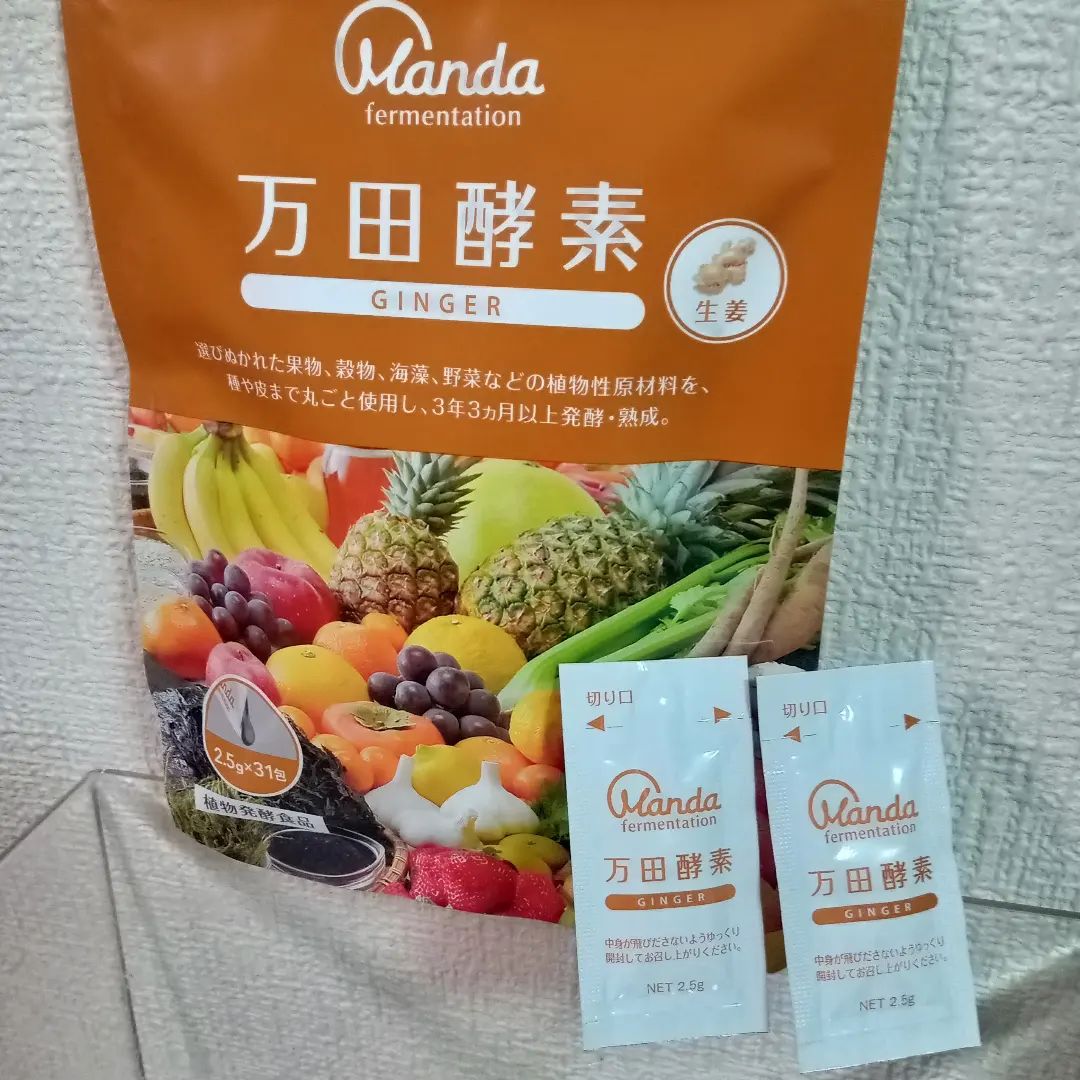 Manda
fermentation
万田酵素
GINGER
生姜
選びぬかれた果物、穀物、海藻、野菜などの植物性原材料を、
種や皮まで丸ごと使用し、3年3ヵ月以上発酵・熟成。
2.5g×31包
植物発酵食品
切り口
Manda
fermentation
万田酵素
GINGER
中身が飛びださないようゆっくり
開封してお召し上がりください。
NET 2.5g
切り口
Manda
fermentation
万田酵素
GINGER
中身が飛びださないようゆっくり
開封してお召し上がりください。
NET 2.5g